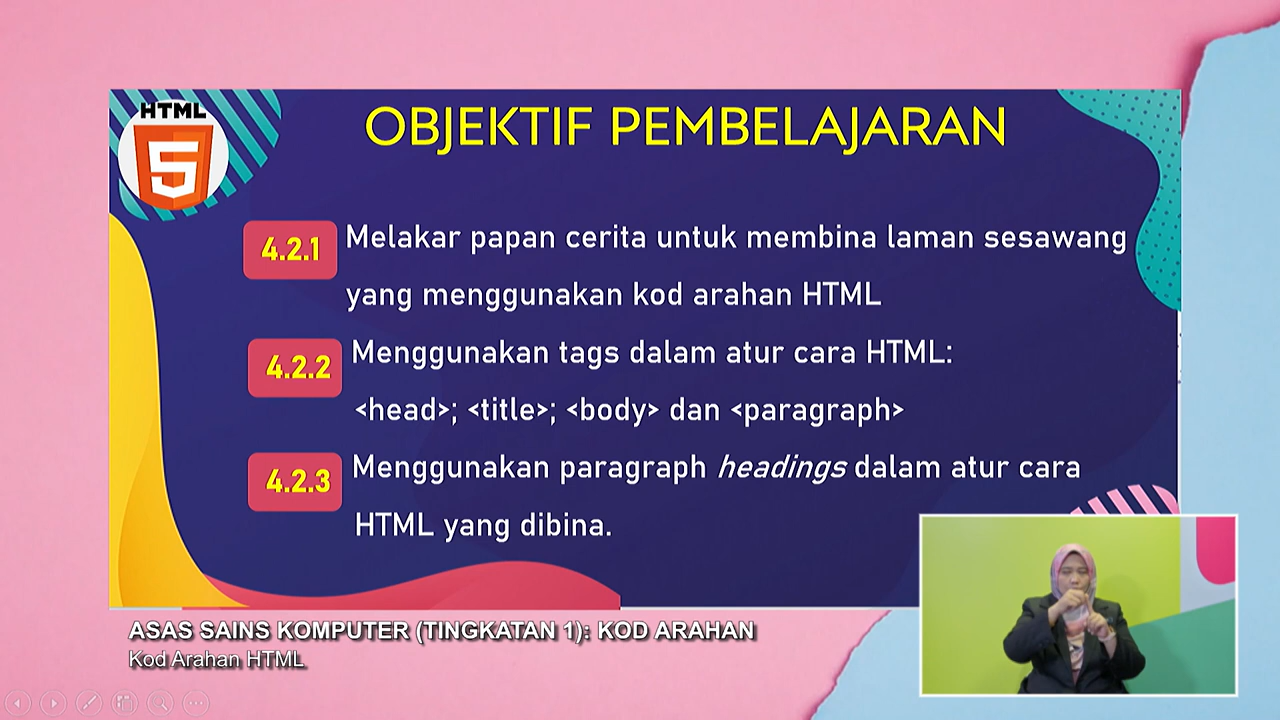 HTML
5
OBJEKTIF PEMBELAJARAN
4.2.1
Melakar papan cerita untuk membina laman sesawang
yang menggunakan kod arahan HTML
4.2.2
Menggunakan tags dalam atur cara HTML:
<head>; <title>; <body> dan <paragraph>
4.2.3
Menggunakan paragraph headings dalam atur cara
HTML yang dibina.
ASAS SAINS KOMPUTER (TINGKATAN 1): KOD ARAHAN
Kod Arahan HTML